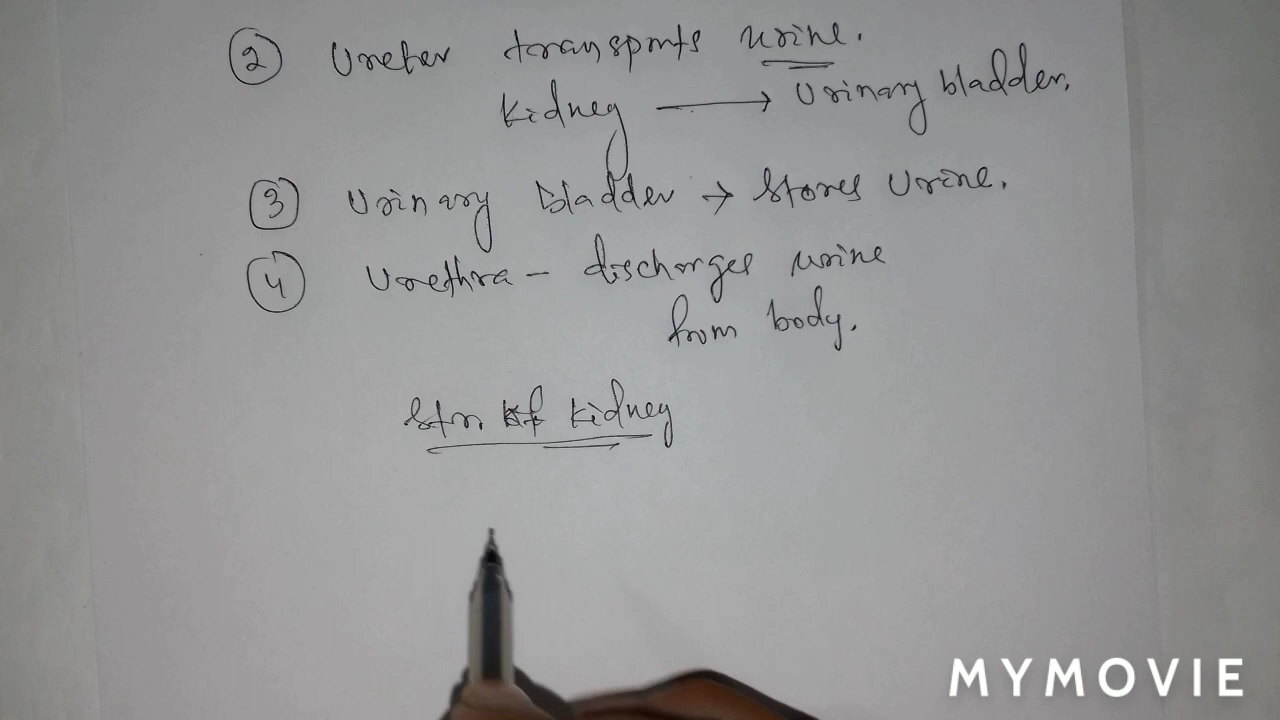 ② Ureter transports urine.
Kidney → Urinary bladder.
③ Urinary bladder → Stores Urine.
④ Urethra - discharges urine
from body.
Str of Kidney
MYMOVIE